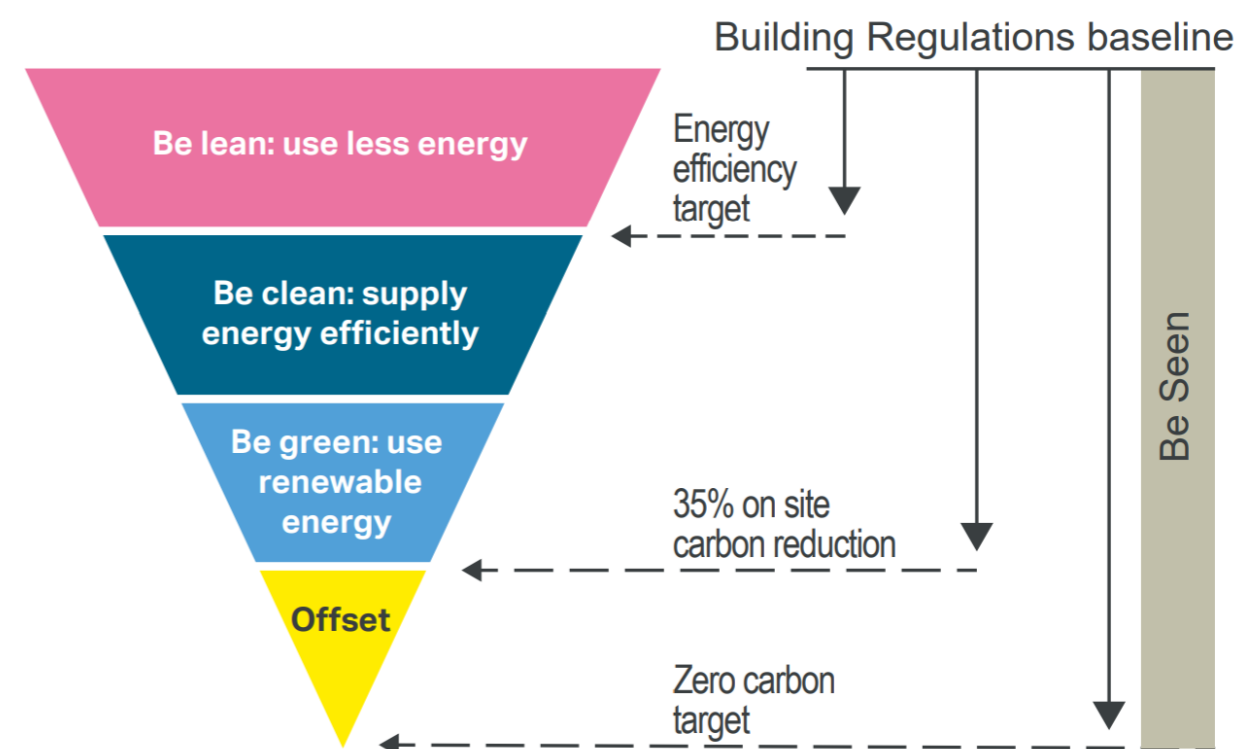 Building Regulations baseline
Be lean: use less energy
Energy
efficiency
target
Be clean: supply
energy efficiently
Be Seen
Be green: use
renewable
energy
35% on site
carbon reduction
Offset
Zero carbon
target